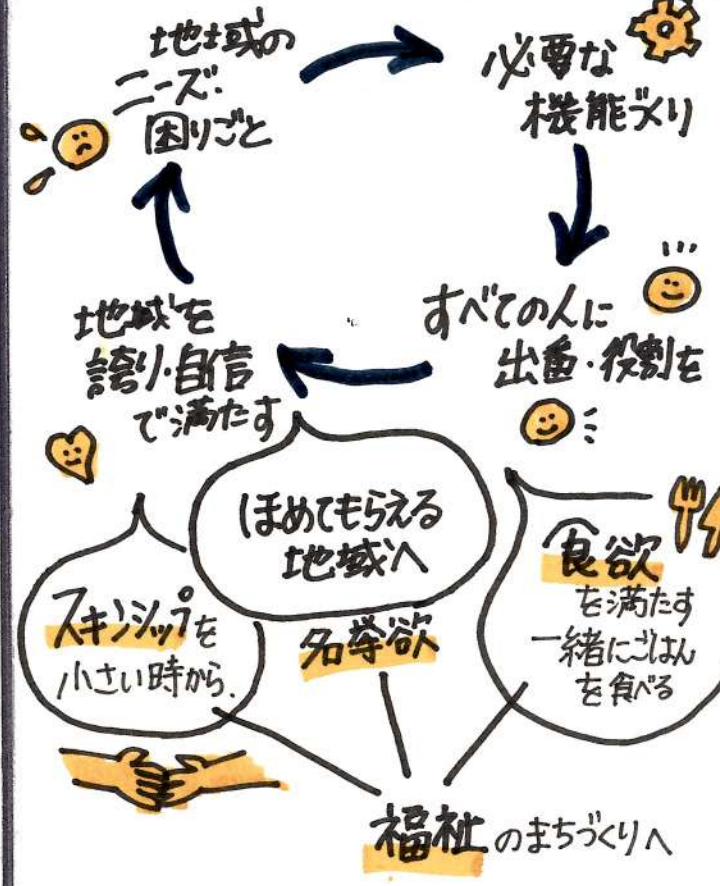 地域の
ニーズ・
困りごと
必要な
機能づくり
すべての人に
出番・役割を
地域を
誇り・自信
で満たす
ほめてもらえる
地域へ
名誉欲
スキンシップを
小さい時から.
食欲
を満たす
一緒にごはん
を食べる
福祉のまちづくりへ